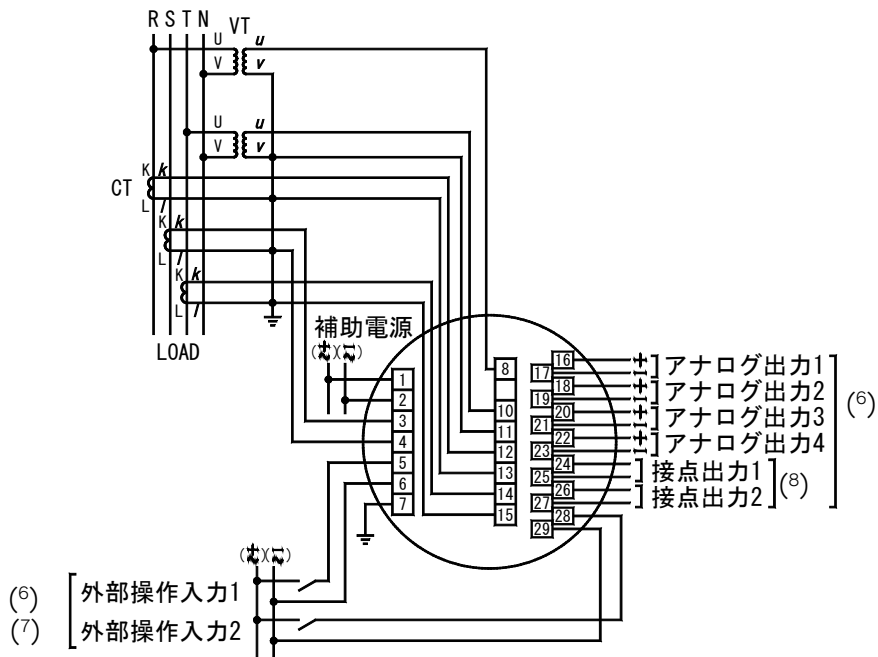 R S T N
VT
U u
V v
U u
V v
CT
K k
L l
K k
L l
K k
L l
LOAD
補助電源
(+)(-)
1
2
3
4
5
6
7
8
10
11
12
13
14
15
16
17
18
19
20
21
22
23
24
25
26
27
28
29
+
-
アナログ出力1
+
-
アナログ出力2
+
-
アナログ出力3
+
-
アナログ出力4
(6)
接点出力1
接点出力2
(8)
(+)(-)
(6)
外部操作入力1
(7)
外部操作入力2